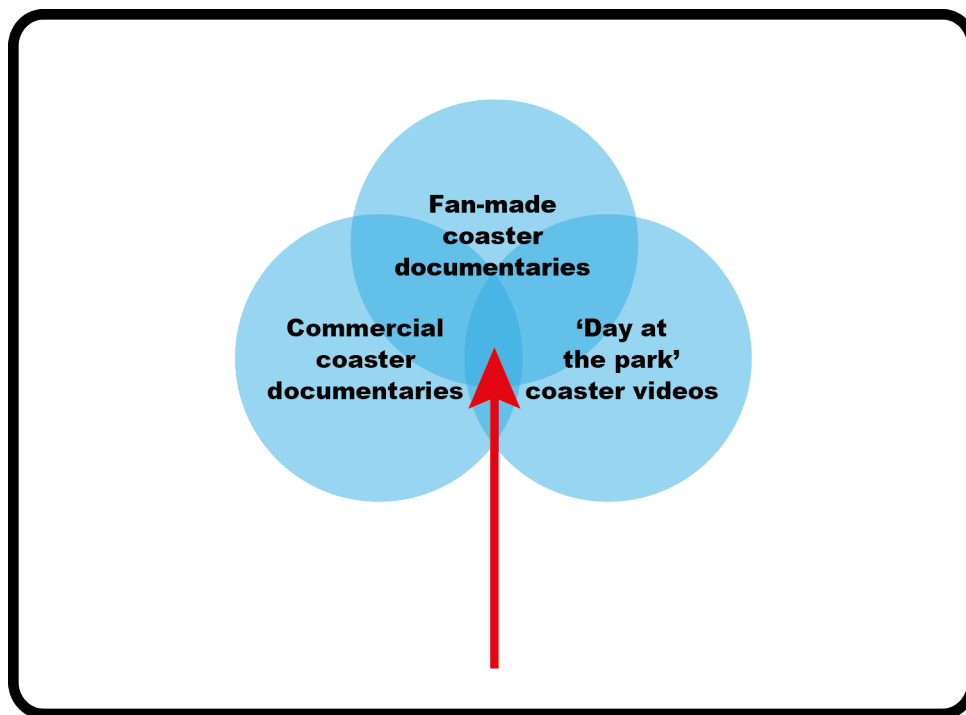 Fan-made
coaster
documentaries
Commercial
coaster
documentaries
‘Day at
the park’
coaster videos